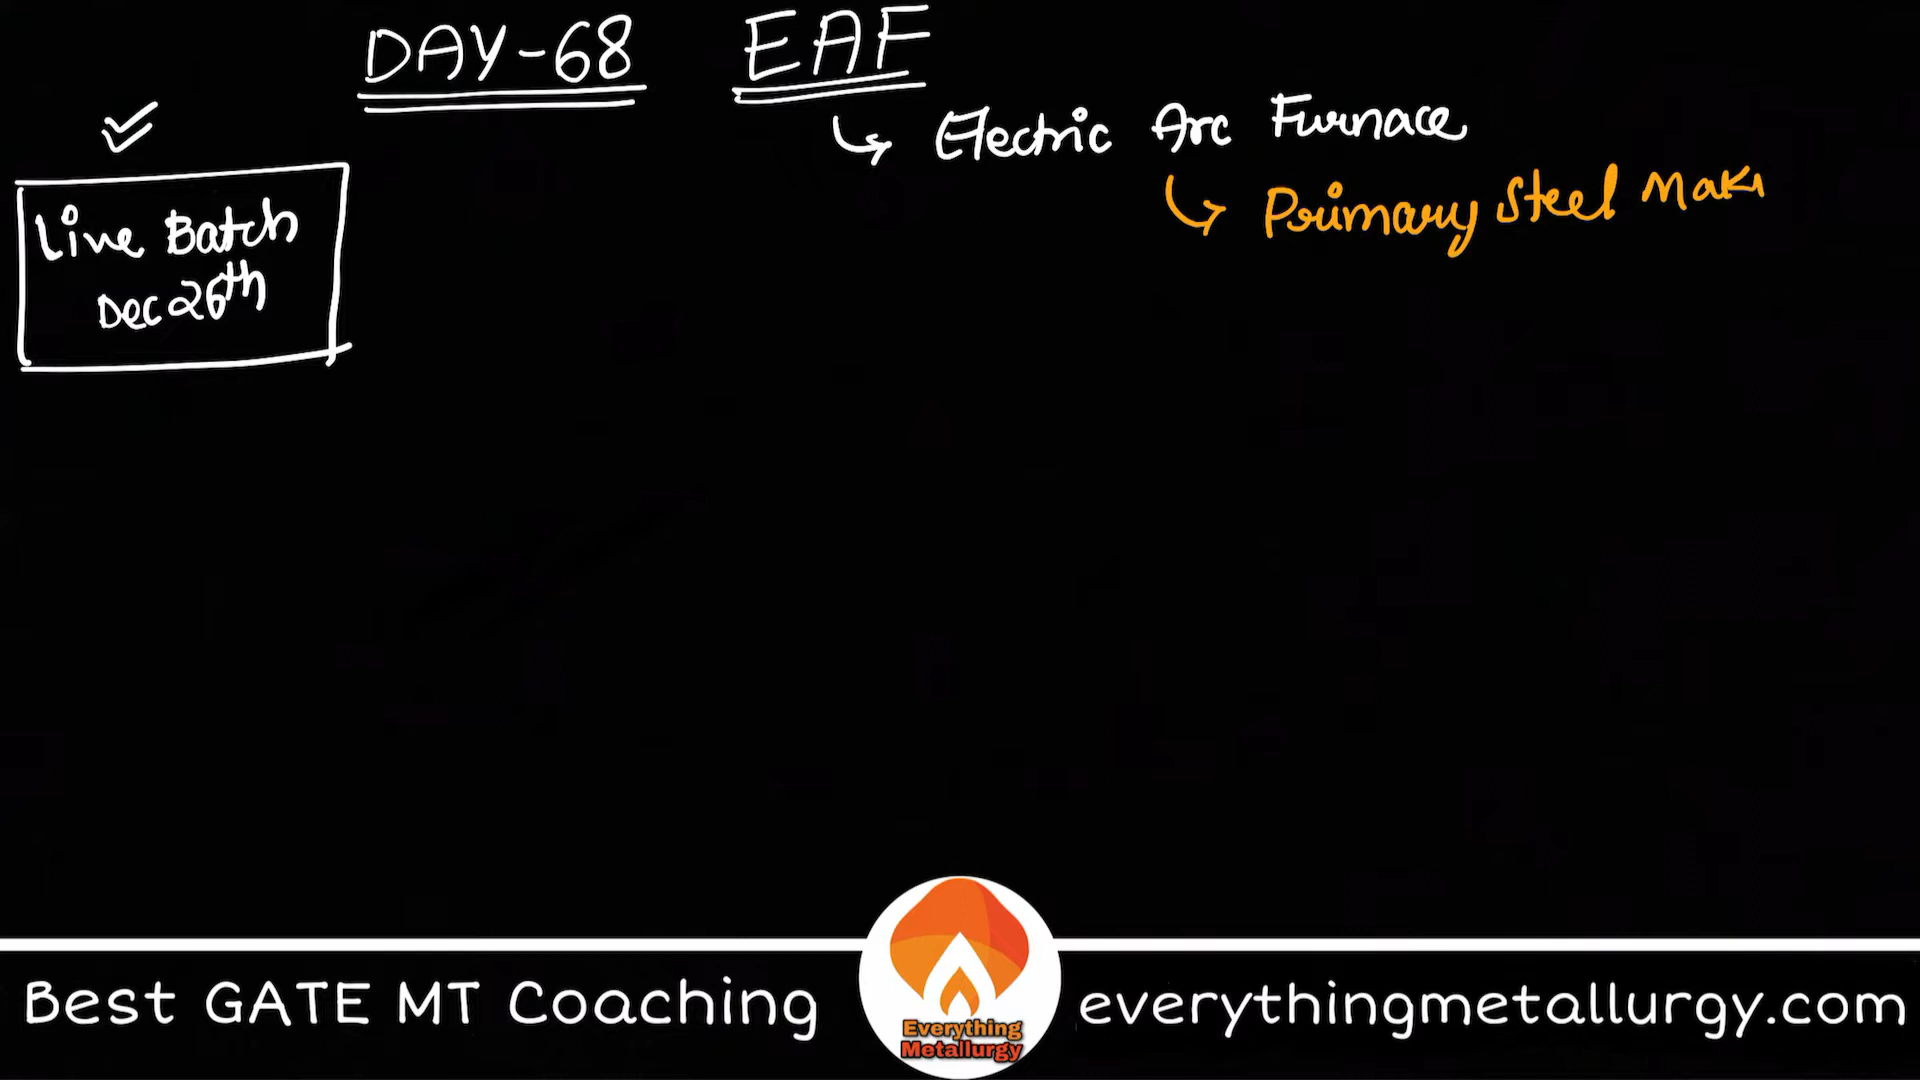 DAY-68 EAF
Electric Arc Furnace
Primary Steel Maki
Live Batch
Dec 26th
Best GATE MT Coaching
Everything
Metallurgy
everythingmetallurgy.com